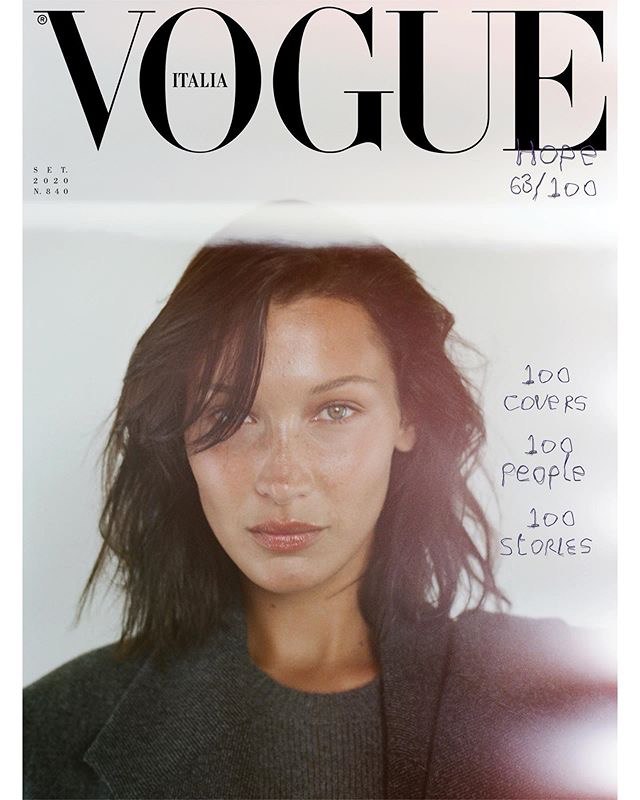 ®
VOGUE
ITALIA
SET.
2020
N. 840
Hope
63/100
100
COVERS
100
people
100
StORIES